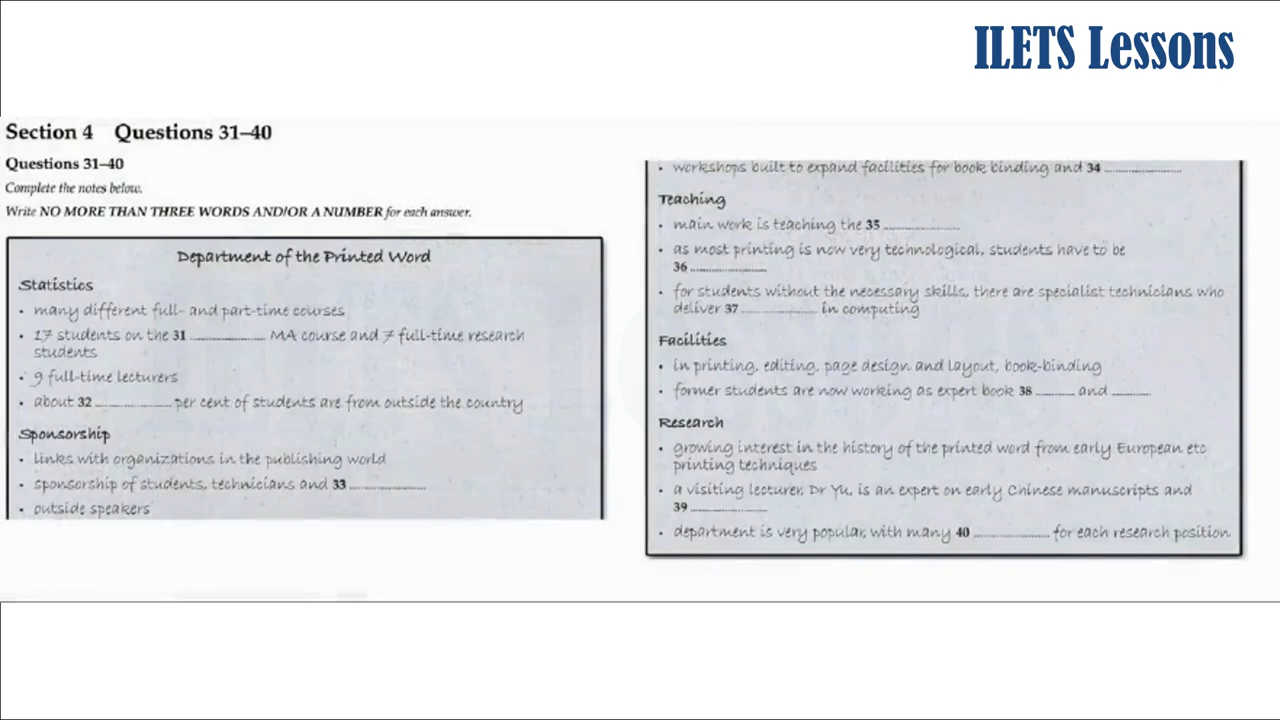 ILETS Lessons
Section 4 Questions 31–40
Questions 31–40
Complete the notes below.
Write NO MORE THAN THREE WORDS AND/OR A NUMBER for each answer.
Department of the Printed Word
Statistics
• many different full- and part-time courses
• 17 students on the 31 .................... MA course and 7 full-time research
students
• 9 full-time lecturers
• about 32 .................... per cent of students are from outside the country
Sponsorship
• links with organizations in the publishing world
• sponsorship of students, technicians and 33 ....................
• outside speakers
• workshops built to expand facilities for book binding and 34 ....................
Teaching
• main work is teaching the 35 ....................
• as most printing is now very technological, students have to be
36 ....................
• for students without the necessary skills, there are specialist technicians who
deliver 37 .................... in computing
Facilities
• in printing, editing, page design and layout, book-binding
• former students are now working as expert book 38 .......... and ..........
Research
• growing interest in the history of the printed word from early European etc
printing techniques
• a visiting lecturer, Dr Yu, is an expert on early Chinese manuscripts and
39 ....................
• department is very popular, with many 40 .................... for each research position